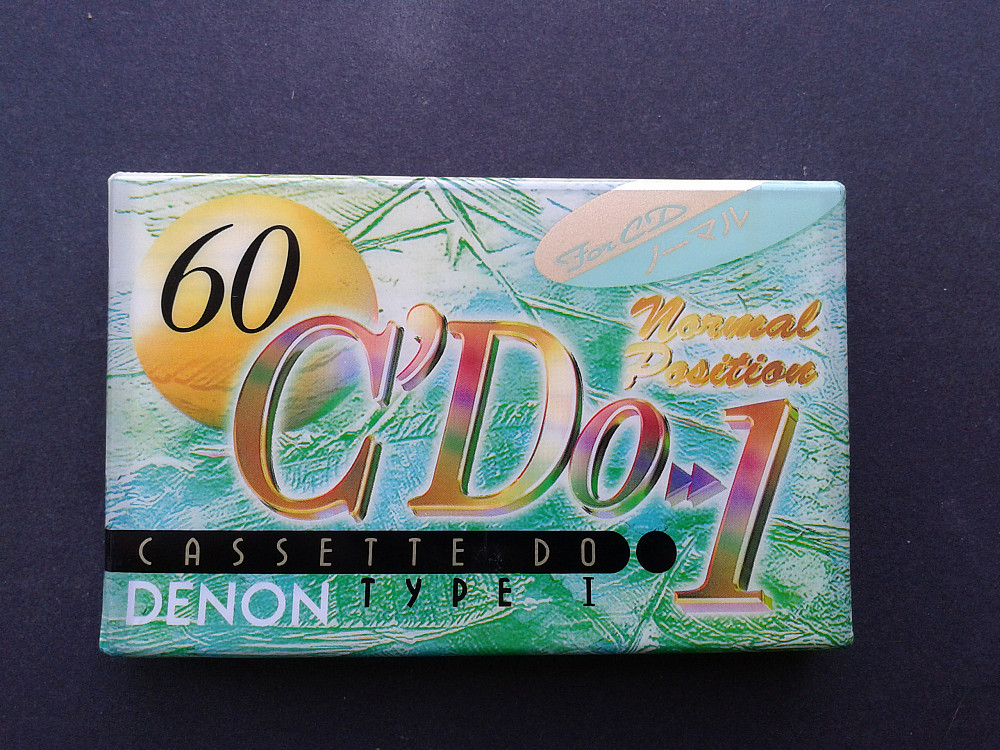 60
For CD
ノーマル
Normal
Position
C'Do
1
CASSETTE DO
DENON
TYPE I